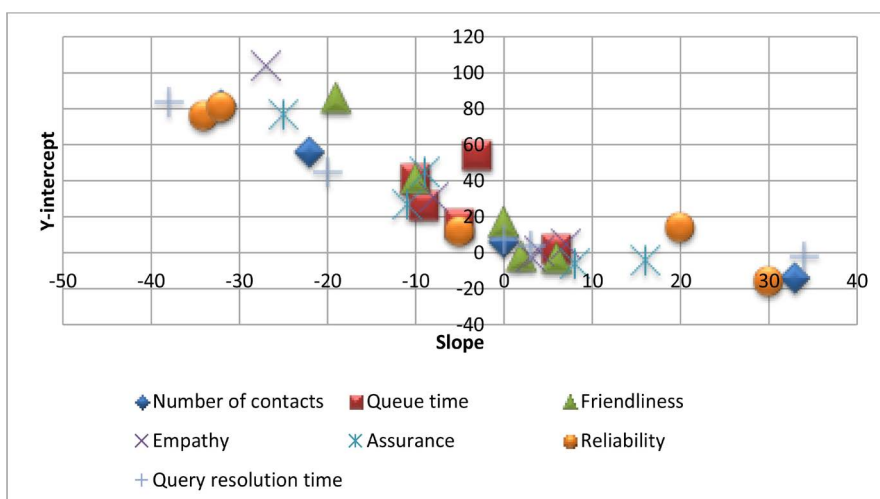 120
100
80
60
40
20
0
-20
-40
-50 -40 -30 -20 -10 0 10 20 30 40
Y-intercept
Slope
Number of contacts Queue time Friendliness
Empathy Assurance Reliability
Query resolution time